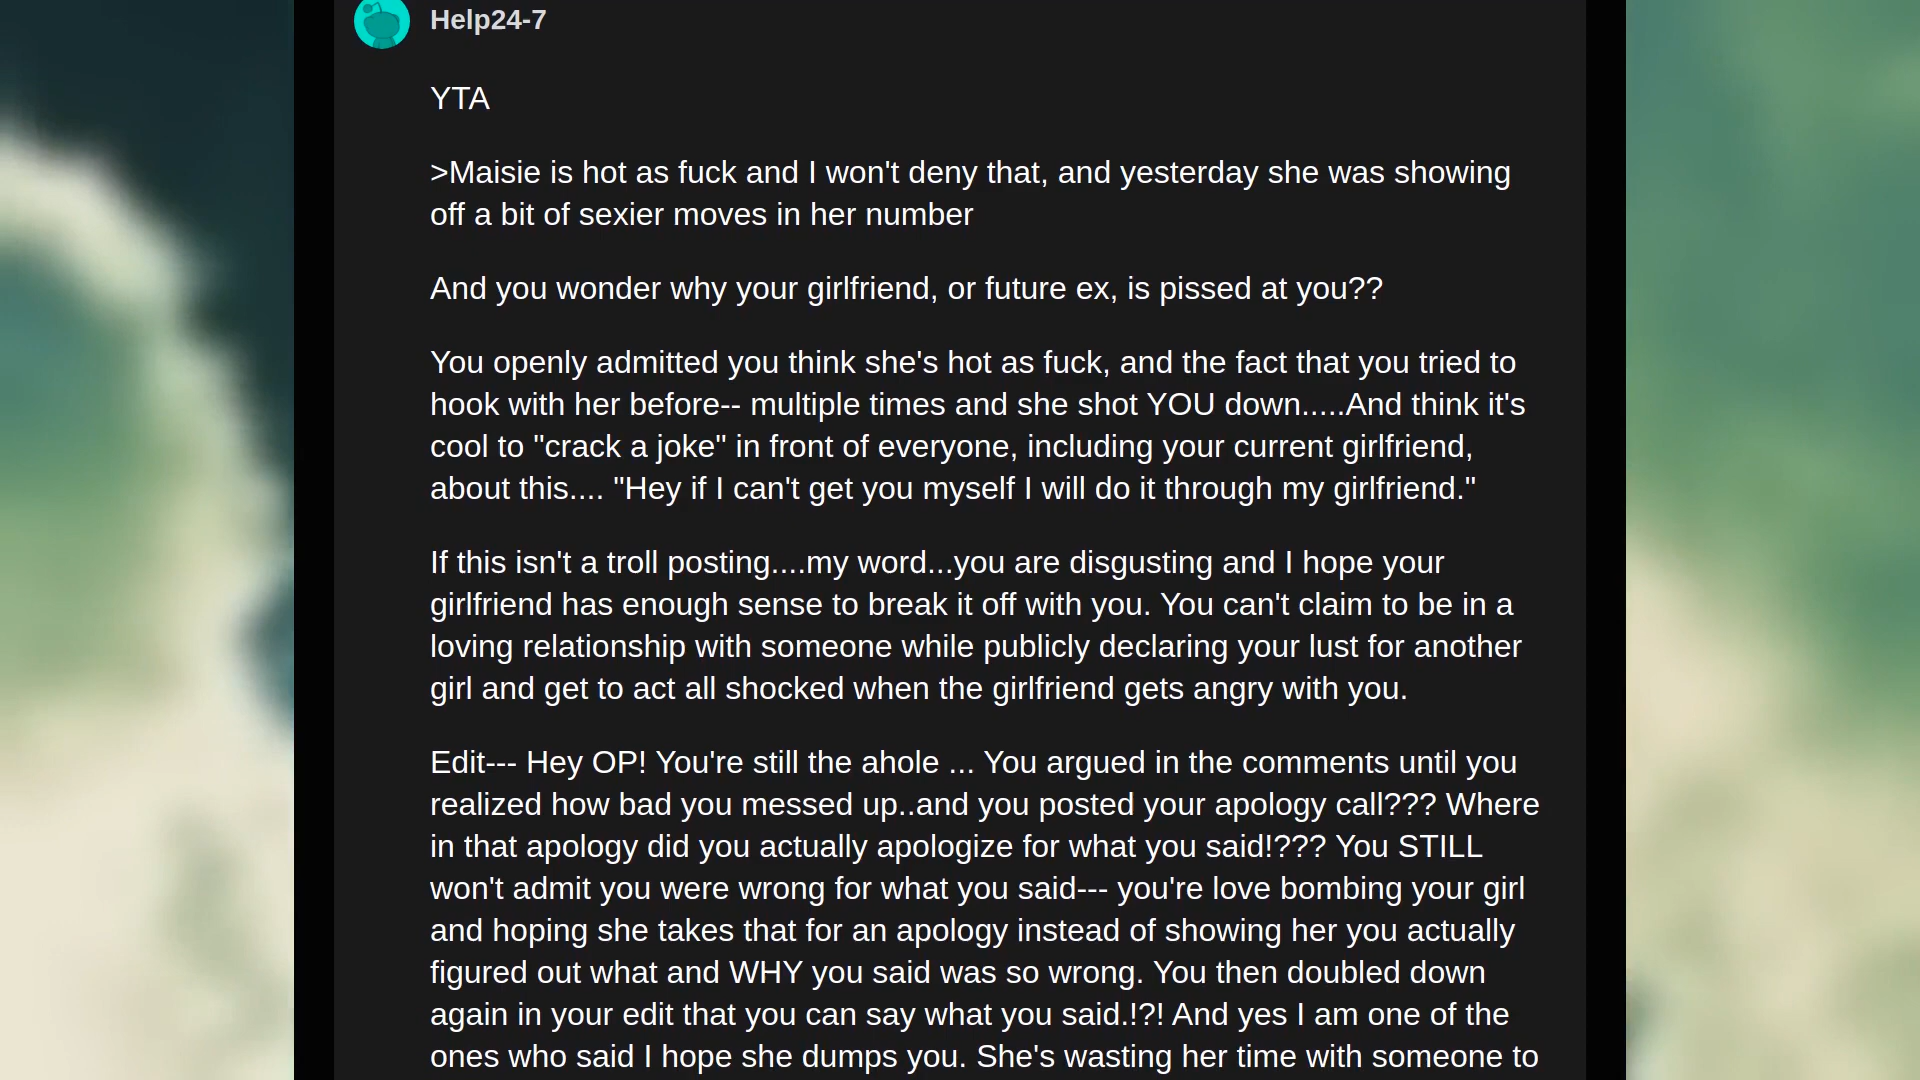 Help24-7
YTA
>Maisie is hot as fuck and I won't deny that, and yesterday she was showing
off a bit of sexier moves in her number
And you wonder why your girlfriend, or future ex, is pissed at you??
You openly admitted you think she's hot as fuck, and the fact that you tried to
hook with her before-- multiple times and she shot YOU down.....And think it's
cool to "crack a joke" in front of everyone, including your current girlfriend,
about this.... "Hey if I can't get you myself I will do it through my girlfriend."
If this isn't a troll posting....my word...you are disgusting and I hope your
girlfriend has enough sense to break it off with you. You can't claim to be in a
loving relationship with someone while publicly declaring your lust for another
girl and get to act all shocked when the girlfriend gets angry with you.
Edit--- Hey OP! You're still the ahole ... You argued in the comments until you
realized how bad you messed up..and you posted your apology call??? Where
in that apology did you actually apologize for what you said!??? You STILL
won't admit you were wrong for what you said--- you're love bombing your girl
and hoping she takes that for an apology instead of showing her you actually
figured out what and WHY you said was so wrong. You then doubled down
again in your edit that you can say what you said.!?! And yes I am one of the
ones who said I hope she dumps you. She's wasting her time with someone to